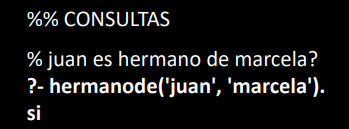 %% CONSULTAS
% juan es hermano de marcela?
?- hermanode('juan', 'marcela').
si